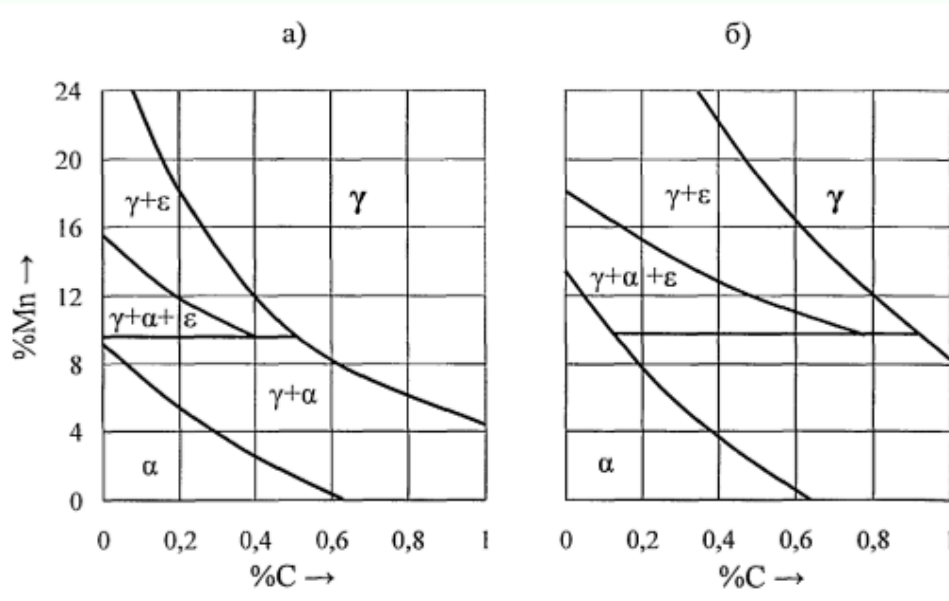 а)
б)
24
20
16
12
8
4
0
%Mn →
γ+ε
γ
γ+α+ ε
γ+α
α
0 0,2 0,4 0,6 0,8 1
%C →
γ+ε
γ
γ+α +ε
α
0 0,2 0,4 0,6 0,8 1
%C →